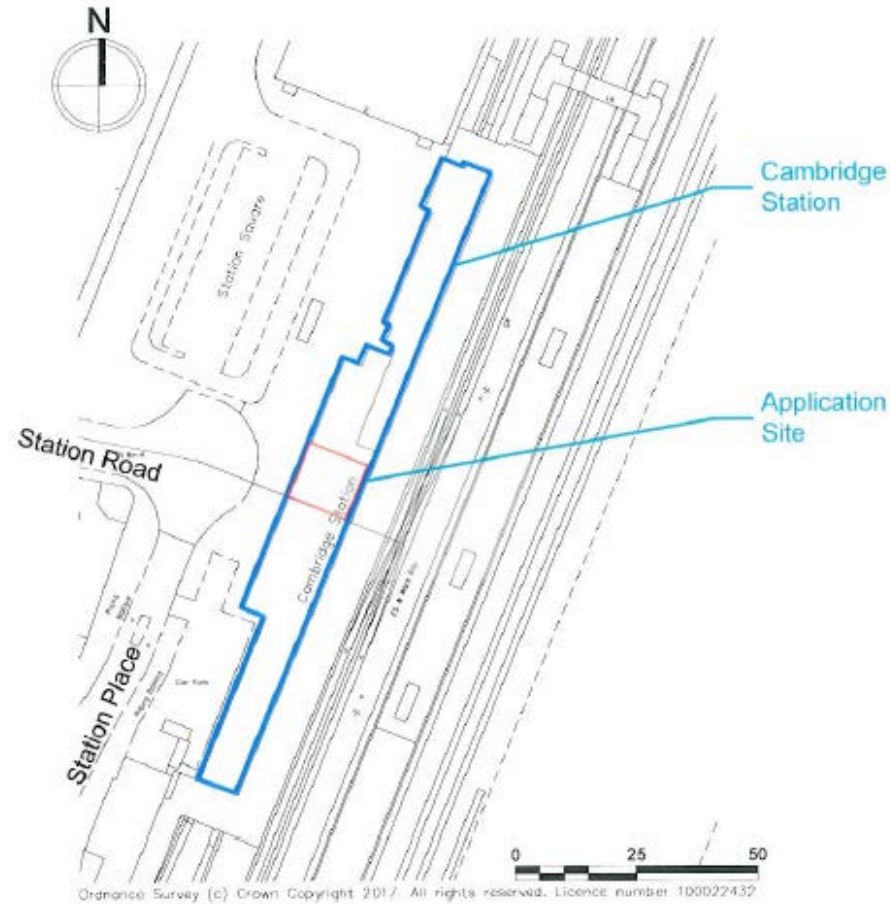 N
Cambridge
Station
Station Square
Application
Site
Station Road
Cambridge Station
Station Place
Car Park
0 25 50
Ordnance Survey (c) Crown Copyright 2017. All rights reserved. Licence number 100022432